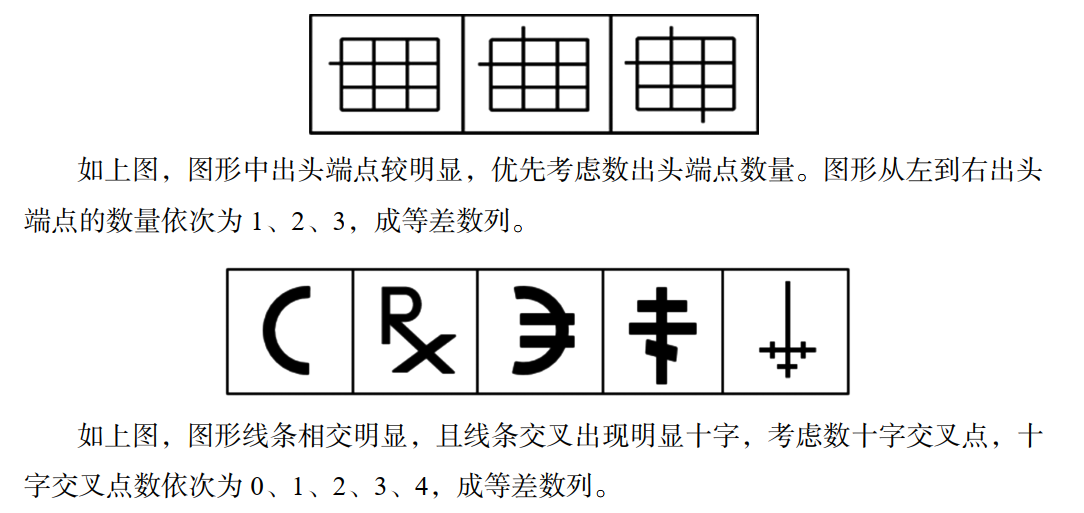 如上图，图形中出头端点较明显，优先考虑数出头端点数量。图形从左到右出头
端点的数量依次为 1、2、3，成等差数列。
如上图，图形线条相交明显，且线条交叉出现明显十字，考虑数十字交叉点，十
字交叉点数依次为 0、1、2、3、4，成等差数列。